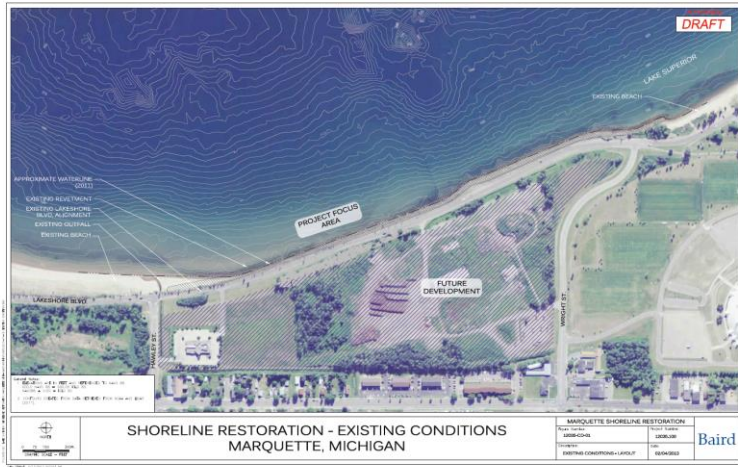 DRAFT
LAKE SUPERIOR
EXISTING BEACH
APPROXIMATE WATERLINE
(2011)
EXISTING REVETMENT
EXISTING LAKESHORE
BLVD. ALIGNMENT
EXISTING OUTFALL
EXISTING BEACH
PROJECT FOCUS
AREA
FUTURE
DEVELOPMENT
LAKESHORE BLVD.
HAWLEY ST.
WRIGHT ST.
SHORELINE RESTORATION - EXISTING CONDITIONS
MARQUETTE, MICHIGAN
MARQUETTE SHORELINE RESTORATION
EXISTING CONDITIONS - LAYOUT
Baird